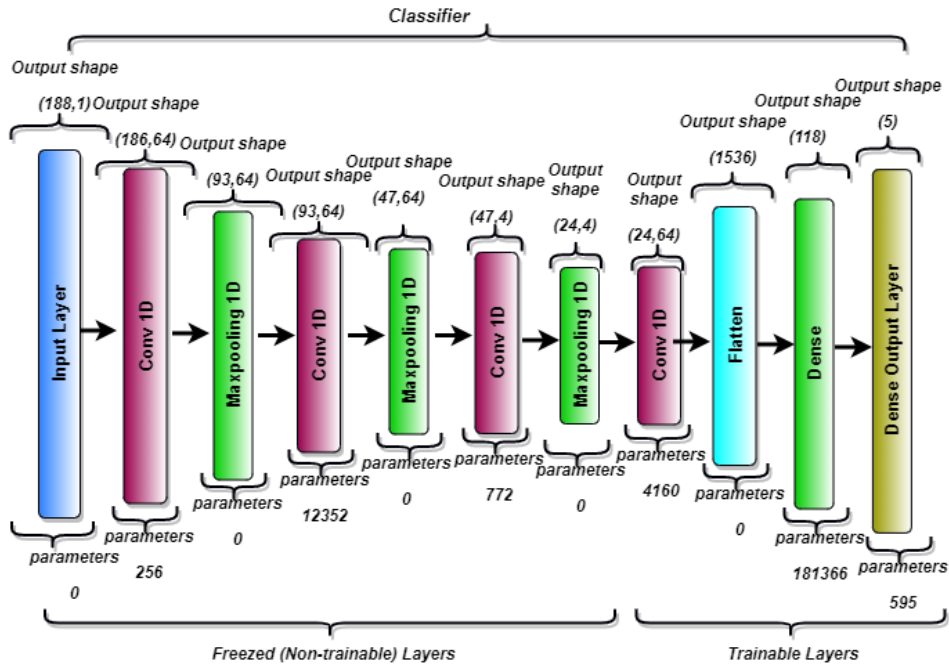 Classifier
Output shape
(188,1)
Output shape
(186,64)
Output shape
(93,64)
Output shape
(93,64)
Output shape
(47,64)
Output shape
(47,4)
Output
shape
(24,4)
Output
shape
(24,64)
Output shape
(1536)
Output shape
(118)
Output shape
(5)
Input Layer
Conv 1D
Maxpooling 1D
Conv 1D
Maxpooling 1D
Conv 1D
Maxpooling 1D
Conv 1D
Flatten
Dense
Dense Output Layer
parameters
0
parameters
256
parameters
0
parameters
12352
parameters
0
parameters
772
parameters
0
parameters
4160
parameters
0
parameters
181366
parameters
595
Freezed (Non-trainable) Layers
Trainable Layers